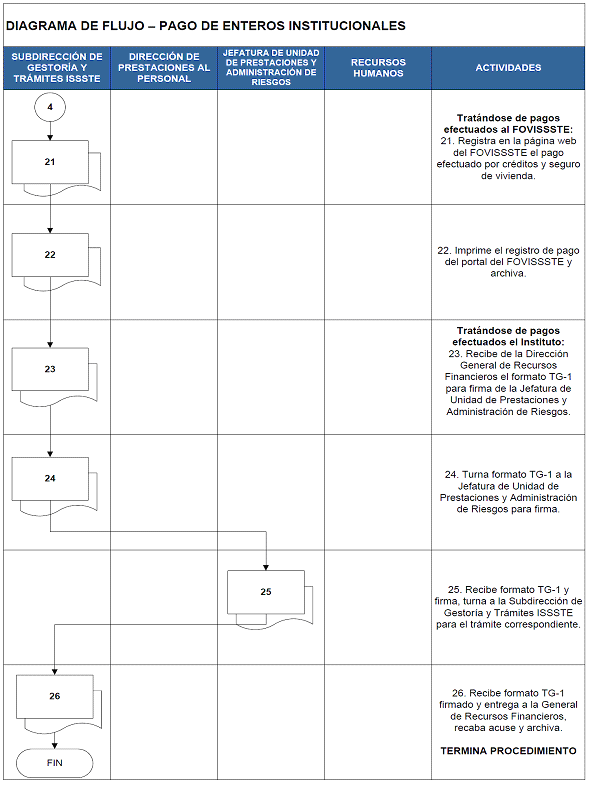 DIAGRAMA DE FLUJO – PAGO DE ENTEROS INSTITUCIONALES
SUBDIRECCIÓN DE
GESTORÍA Y
TRÁMITES ISSSTE
DIRECCIÓN DE
PRESTACIONES AL
PERSONAL
JEFATURA DE UNIDAD
DE PRESTACIONES Y
ADMINISTRACIÓN DE
RIESGOS
RECURSOS
HUMANOS
ACTIVIDADES
4
21
Tratándose de pagos
efectuados al FOVISSSTE:
21. Registra en la página web
del FOVISSSTE el pago
efectuado por créditos y seguro
de vivienda.
22
22. Imprime el registro de pago
del portal del FOVISSSTE y
archiva.
23
Tratándose de pagos
efectuados el Instituto:
23. Recibe de la Dirección
General de Recursos
Financieros el formato TG-1
para firma de la Jefatura de
Unidad de Prestaciones y
Administración de Riesgos.
24
24. Turna formato TG-1 a la
Jefatura de Unidad de
Prestaciones y Administración
de Riesgos para firma.
25
25. Recibe formato TG-1 y
firma, turna a la Subdirección de
Gestoría y Trámites ISSSTE
para el trámite correspondiente.
26
26. Recibe formato TG-1
firmado y entrega a la General
de Recursos Financieros,
recaba acuse y archiva.
TERMINA PROCEDIMIENTO
FIN